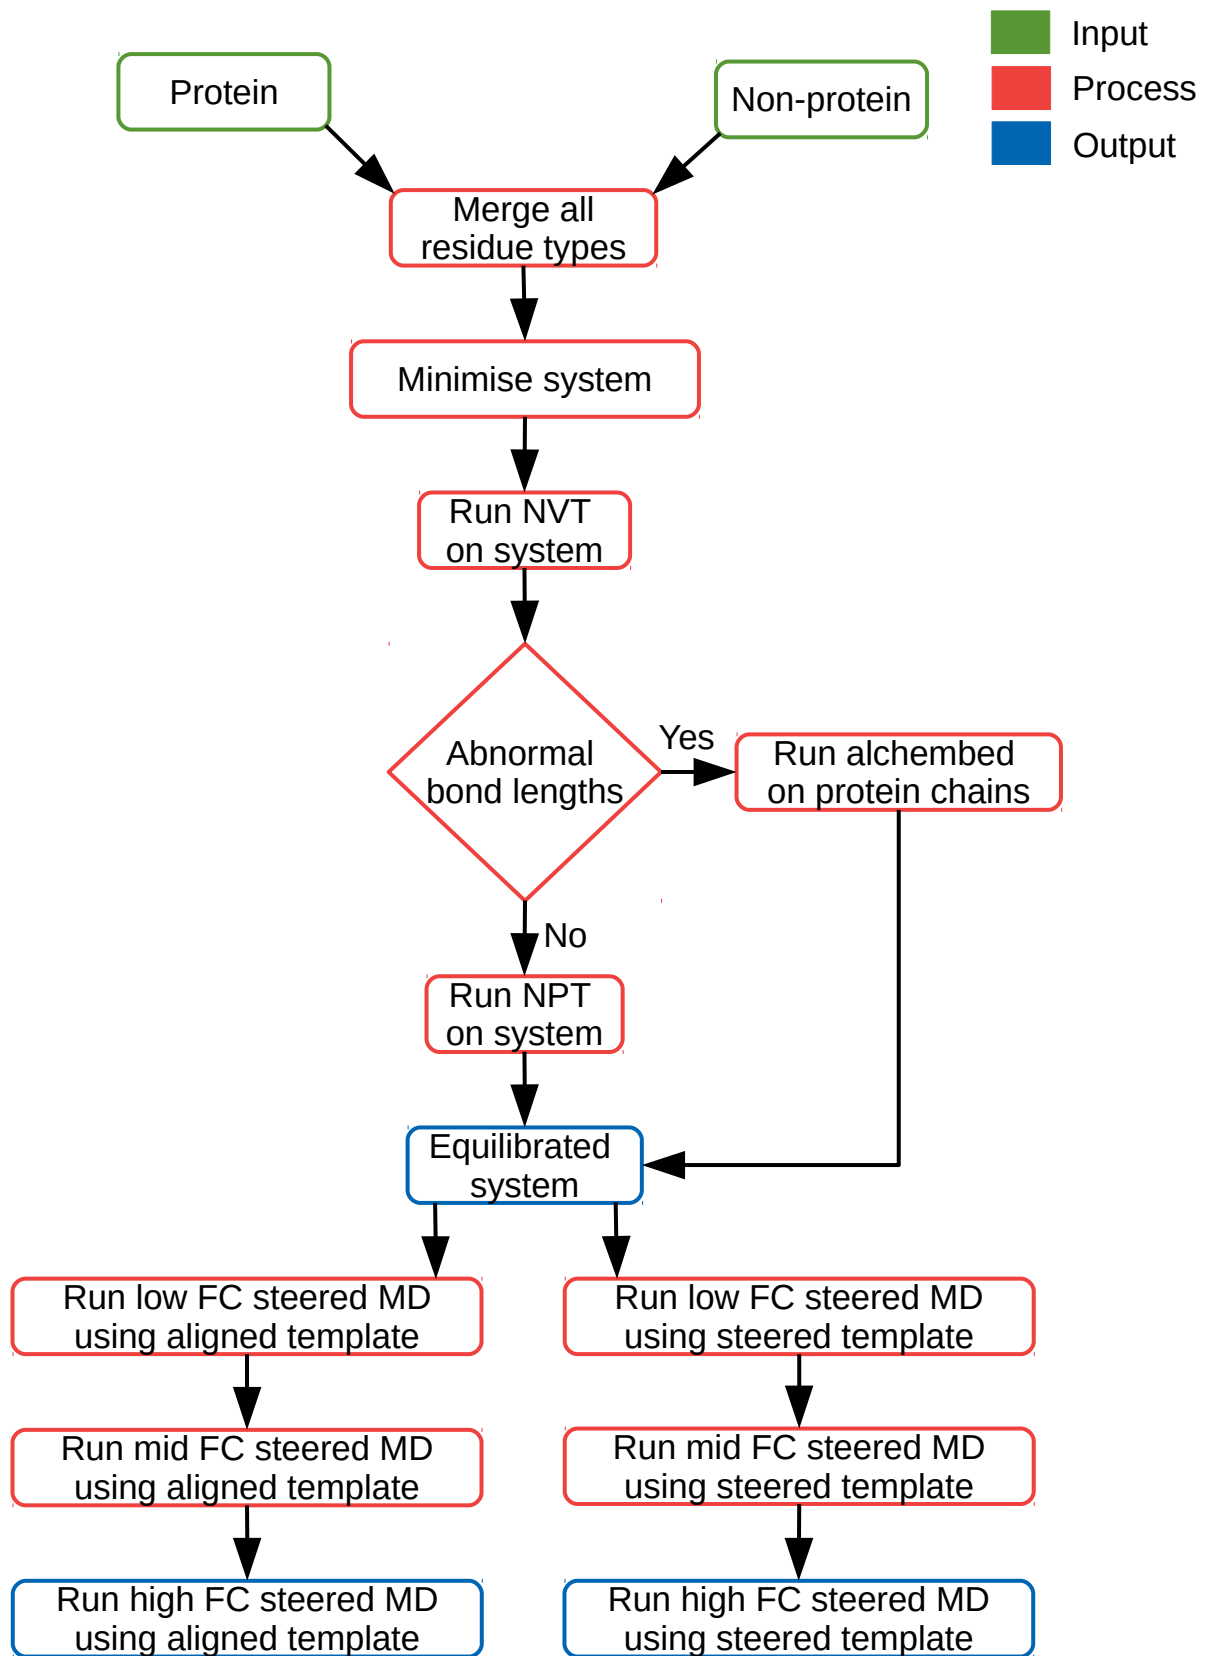 Input
Process
Output
Protein
Non-protein
Merge all
residue types
Minimise system
Run NVT
on system
Abnormal
bond lengths
Yes
Run alchembed
on protein chains
No
Run NPT
on system
Equilibrated
system
Run low FC steered MD
using aligned template
Run low FC steered MD
using steered template
Run mid FC steered MD
using aligned template
Run mid FC steered MD
using steered template
Run high FC steered MD
using aligned template
Run high FC steered MD
using steered template